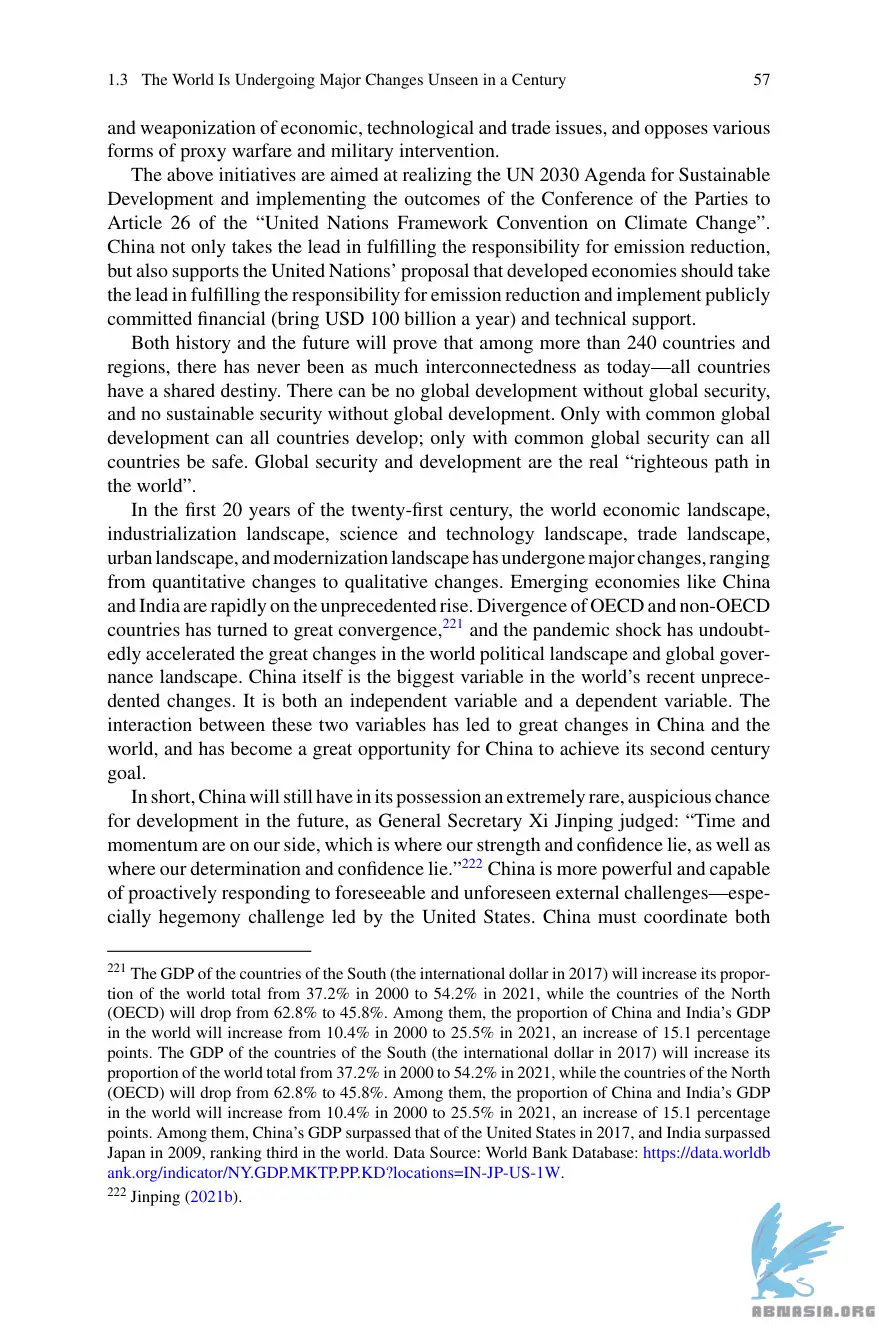 1.3 The World Is Undergoing Major Changes Unseen in a Century 57
and weaponization of economic, technological and trade issues, and opposes various
forms of proxy warfare and military intervention.
The above initiatives are aimed at realizing the UN 2030 Agenda for Sustainable
Development and implementing the outcomes of the Conference of the Parties to
Article 26 of the “United Nations Framework Convention on Climate Change”.
China not only takes the lead in fulfilling the responsibility for emission reduction,
but also supports the United Nations’ proposal that developed economies should take
the lead in fulfilling the responsibility for emission reduction and implement publicly
committed financial (bring USD 100 billion a year) and technical support.
Both history and the future will prove that among more than 240 countries and
regions, there has never been as much interconnectedness as today—all countries
have a shared destiny. There can be no global development without global security,
and no sustainable security without global development. Only with common global
development can all countries develop; only with common global security can all
countries be safe. Global security and development are the real “righteous path in
the world”.
In the first 20 years of the twenty-first century, the world economic landscape,
industrialization landscape, science and technology landscape, trade landscape,
urban landscape, and modernization landscape has undergone major changes, ranging
from quantitative changes to qualitative changes. Emerging economies like China
and India are rapidly on the unprecedented rise. Divergence of OECD and non-OECD
countries has turned to great convergence,221 and the pandemic shock has undoubt-
edly accelerated the great changes in the world political landscape and global gover-
nance landscape. China itself is the biggest variable in the world’s recent unprece-
dented changes. It is both an independent variable and a dependent variable. The
interaction between these two variables has led to great changes in China and the
world, and has become a great opportunity for China to achieve its second century
goal.
In short, China will still have in its possession an extremely rare, auspicious chance
for development in the future, as General Secretary Xi Jinping judged: “Time and
momentum are on our side, which is where our strength and confidence lie, as well as
where our determination and confidence lie.”222 China is more powerful and capable
of proactively responding to foreseeable and unforeseen external challenges—espe-
cially hegemony challenge led by the United States. China must coordinate both
221 The GDP of the countries of the South (the international dollar in 2017) will increase its propor-
tion of the world total from 37.2% in 2000 to 54.2% in 2021, while the countries of the North
(OECD) will drop from 62.8% to 45.8%. Among them, the proportion of China and India’s GDP
in the world will increase from 10.4% in 2000 to 25.5% in 2021, an increase of 15.1 percentage
points. The GDP of the countries of the South (the international dollar in 2017) will increase its
proportion of the world total from 37.2% in 2000 to 54.2% in 2021, while the countries of the North
(OECD) will drop from 62.8% to 45.8%. Among them, the proportion of China and India’s GDP
in the world will increase from 10.4% in 2000 to 25.5% in 2021, an increase of 15.1 percentage
points. Among them, China’s GDP surpassed that of the United States in 2017, and India surpassed
Japan in 2009, ranking third in the world. Data Source: World Bank Database: https://data.worldb
ank.org/indicator/NY.GDP.MKTP.PP.KD?locations=IN-JP-US-1W.
222 Jinping (2021b).
ABNASIA.ORG